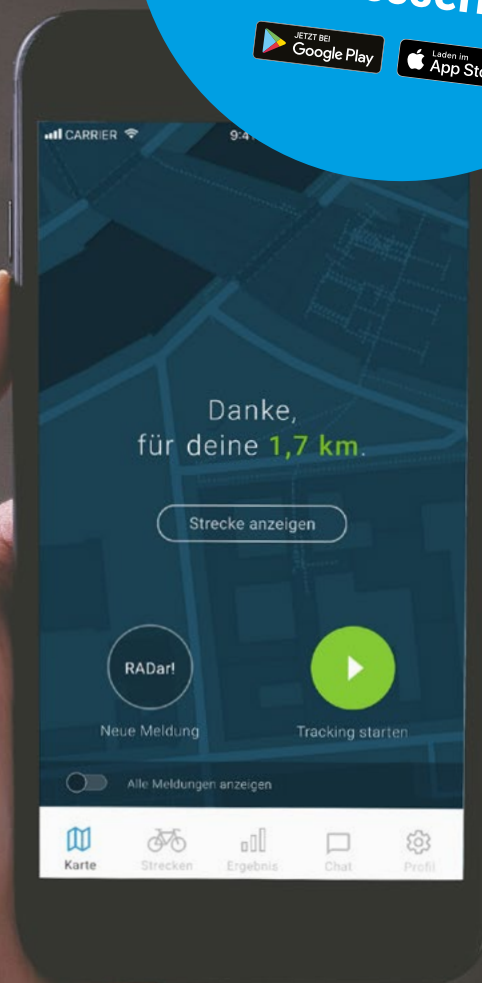 JETZT BEI
Google Play
Laden im
CARRIER
Danke,
für deine 1,7 km.
Strecke anzeigen
RADar!
Neue Meldung
Tracking starten
Alle Meldungen anzeigen
Karte
Strecken
Ergebnis
Chat
Profil